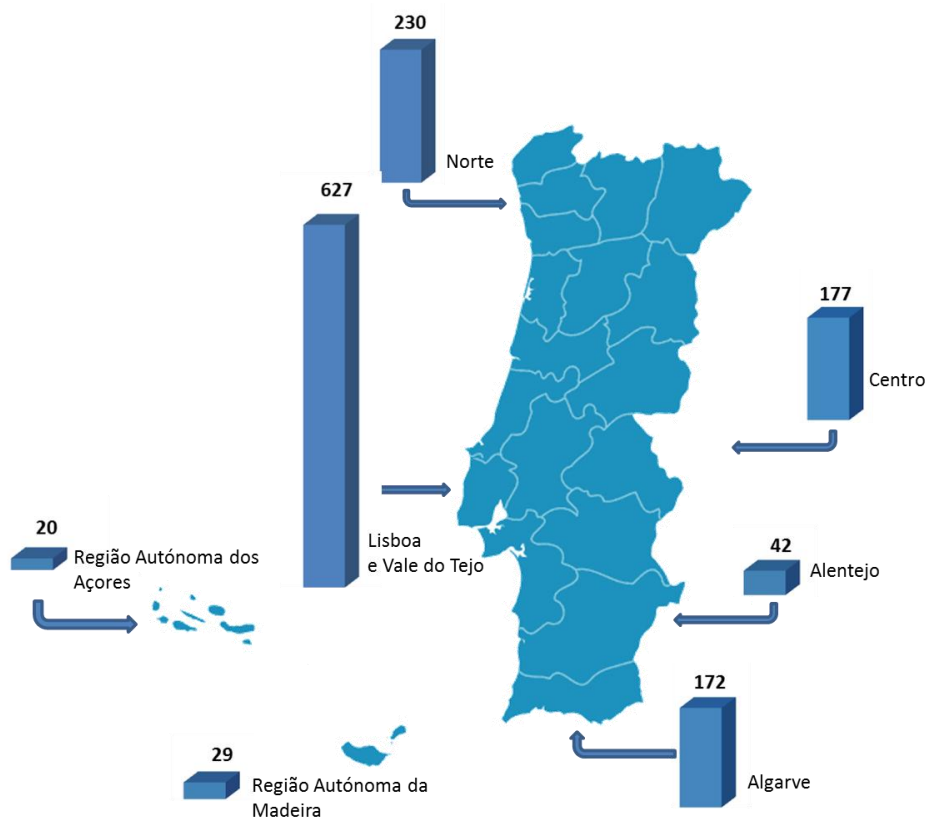 230
Norte
627
177
Centro
20
Região Autónoma dos
Açores
Lisboa
e Vale do Tejo
42
Alentejo
172
Algarve
29
Região Autónoma da
Madeira